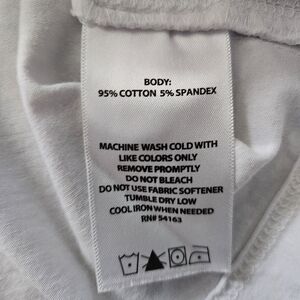 BODY:
95% COTTON 5% SPANDEX
MACHINE WASH COLD WITH
LIKE COLORS ONLY
REMOVE PROMPTLY
DO NOT BLEACH
DO NOT USE FABRIC SOFTENER
TUMBLE DRY LOW
COOL IRON WHEN NEEDED
RN# 54163